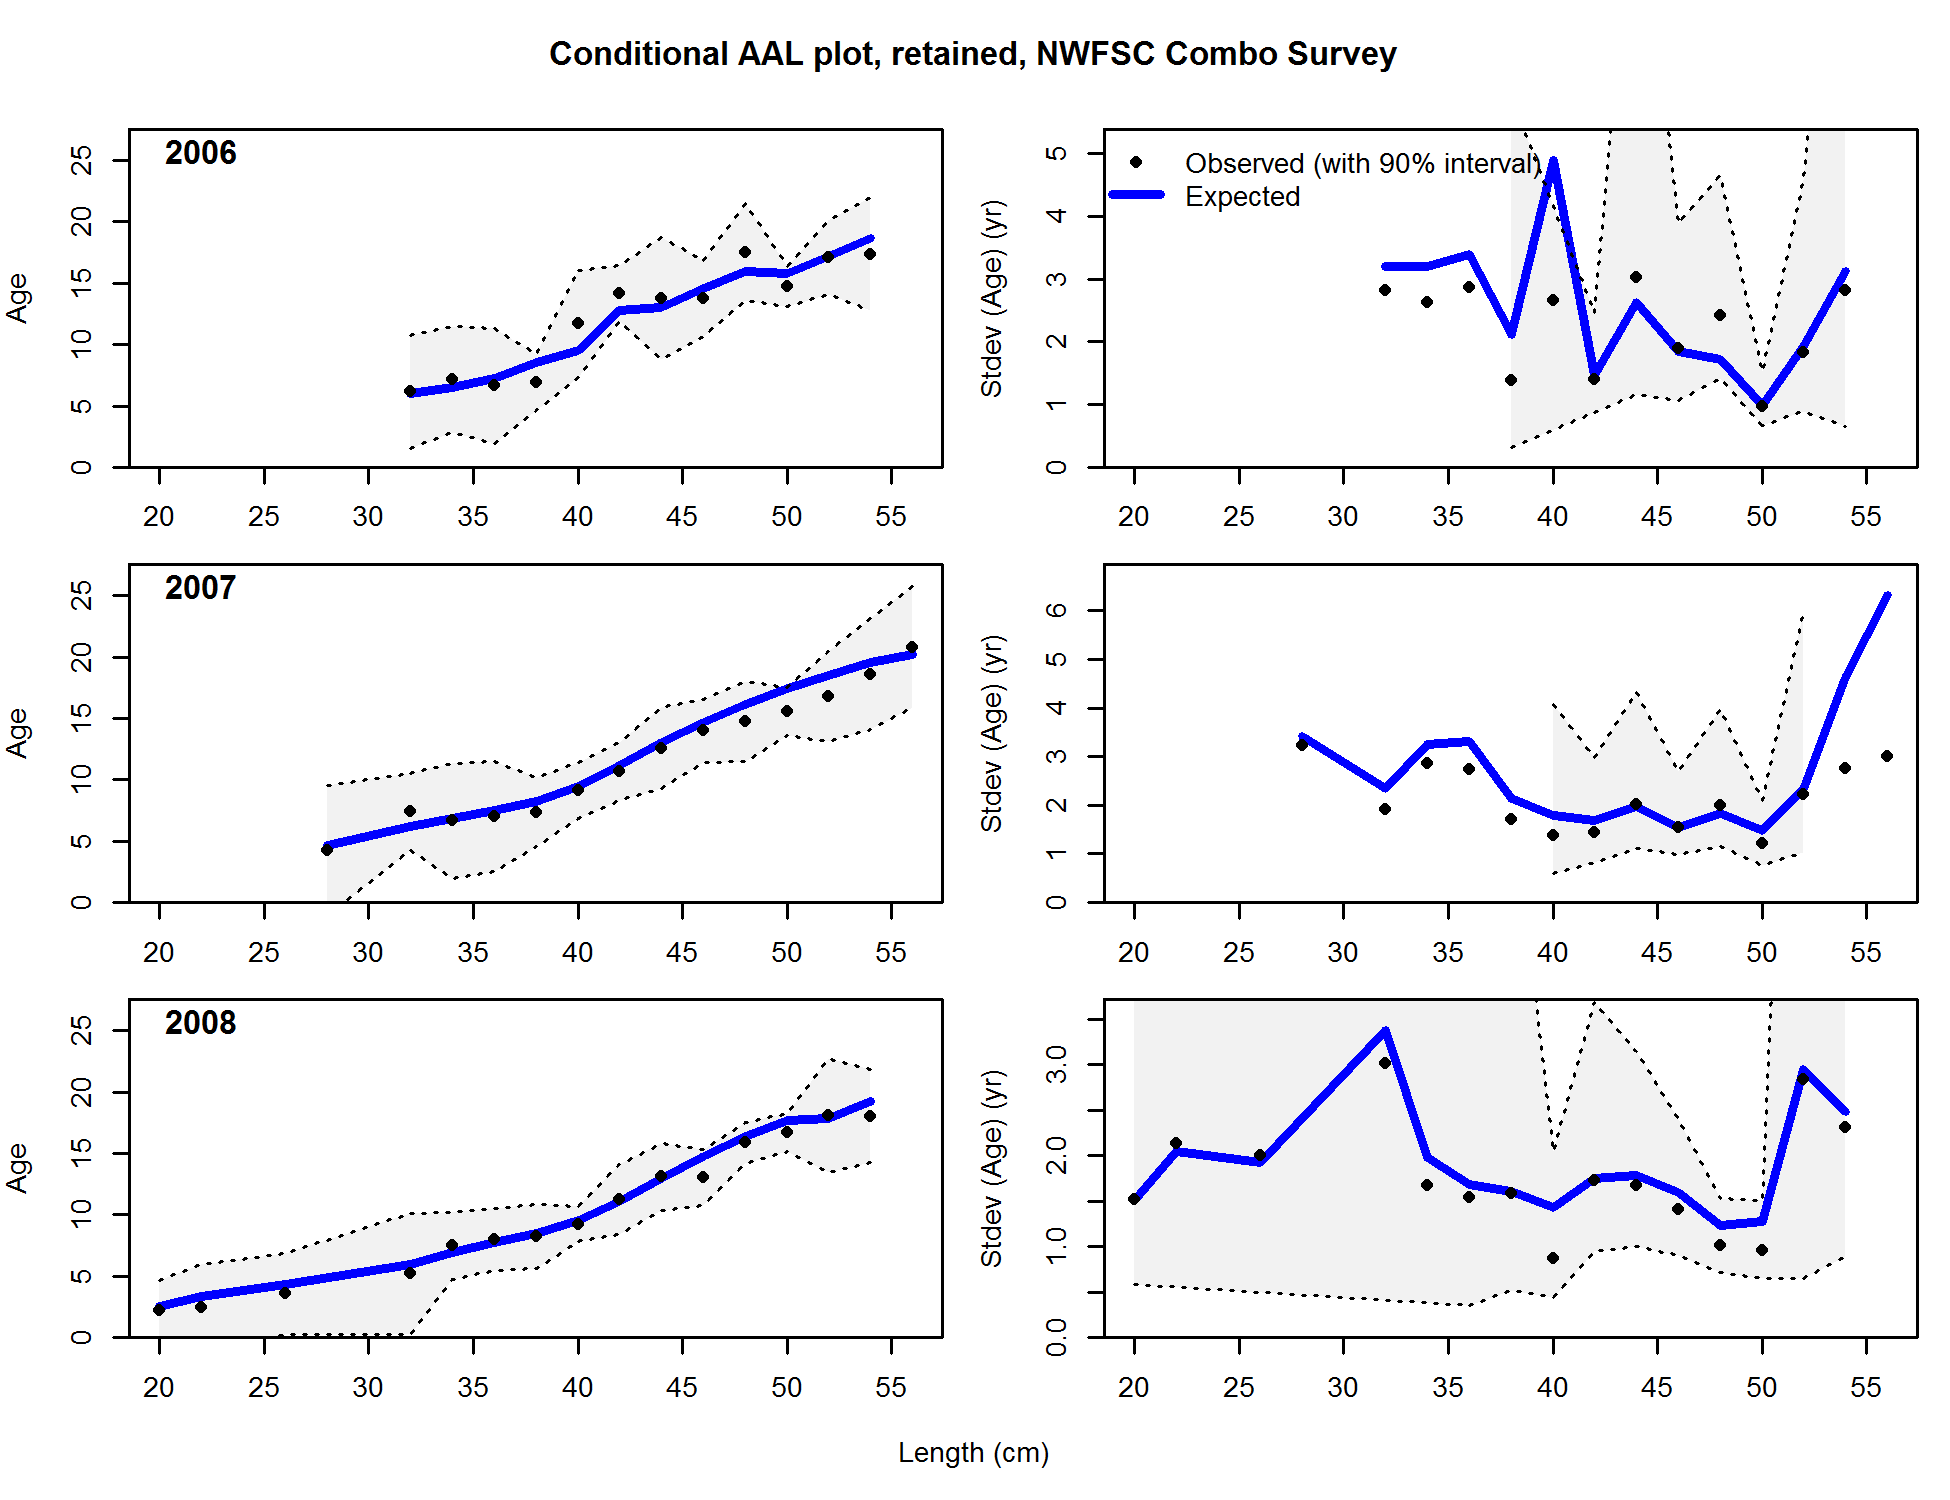 Conditional AAL plot, retained, NWFSC Combo Survey
2006
Age
0 5 10 15 20 25
20 25 30 35 40 45 50 55
Observed (with 90% interval)
Expected
Stdev (Age) (yr)
0 1 2 3 4 5
20 25 30 35 40 45 50 55
2007
Age
0 5 10 15 20 25
20 25 30 35 40 45 50 55
Stdev (Age) (yr)
0 1 2 3 4 5 6
20 25 30 35 40 45 50 55
2008
Age
0 5 10 15 20 25
20 25 30 35 40 45 50 55
Stdev (Age) (yr)
0.0 1.0 2.0 3.0
20 25 30 35 40 45 50 55
Length (cm)